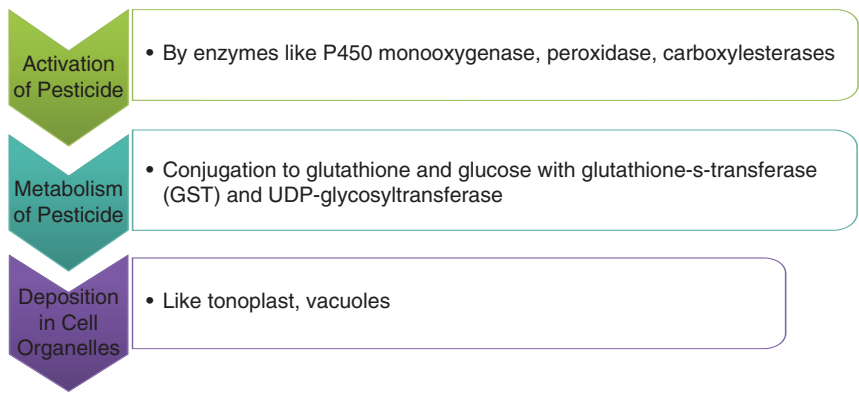 Activation
of Pesticide
• By enzymes like P450 monooxygenase, peroxidase, carboxylesterases
Metabolism
of Pesticide
• Conjugation to glutathione and glucose with glutathione-s-transferase
(GST) and UDP-glycosyltransferase
Deposition
in Cell
Organelles
• Like tonoplast, vacuoles